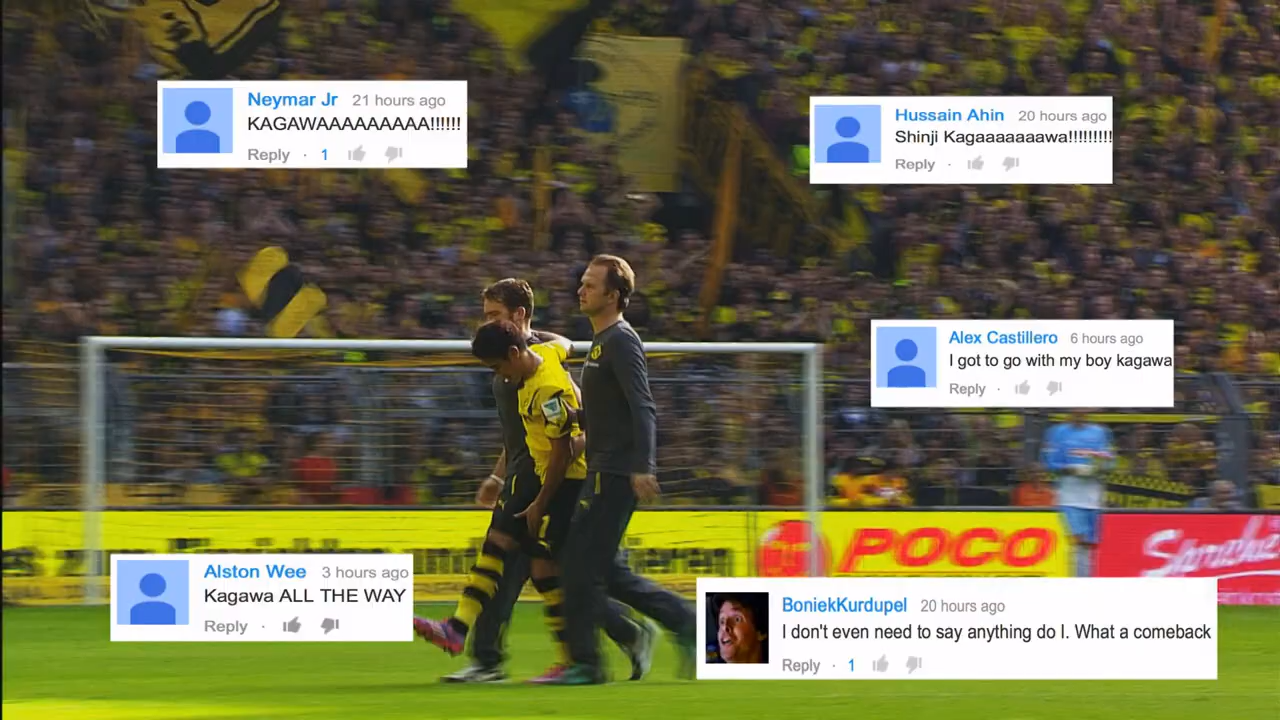 Neymar Jr 21 hours ago
KAGAWAAAAAAAAA!!!!!!
Reply · 1
Hussain Ahin 20 hours ago
Shinji Kagaaaaaaawa!!!!!!!!!
Reply ·
Alex Castillero 6 hours ago
I got to go with my boy kagawa
Reply ·
POCO
Alston Wee 3 hours ago
Kagawa ALL THE WAY
Reply ·
BoniekKurdupel 20 hours ago
I don't even need to say anything do I. What a comeback
Reply · 1